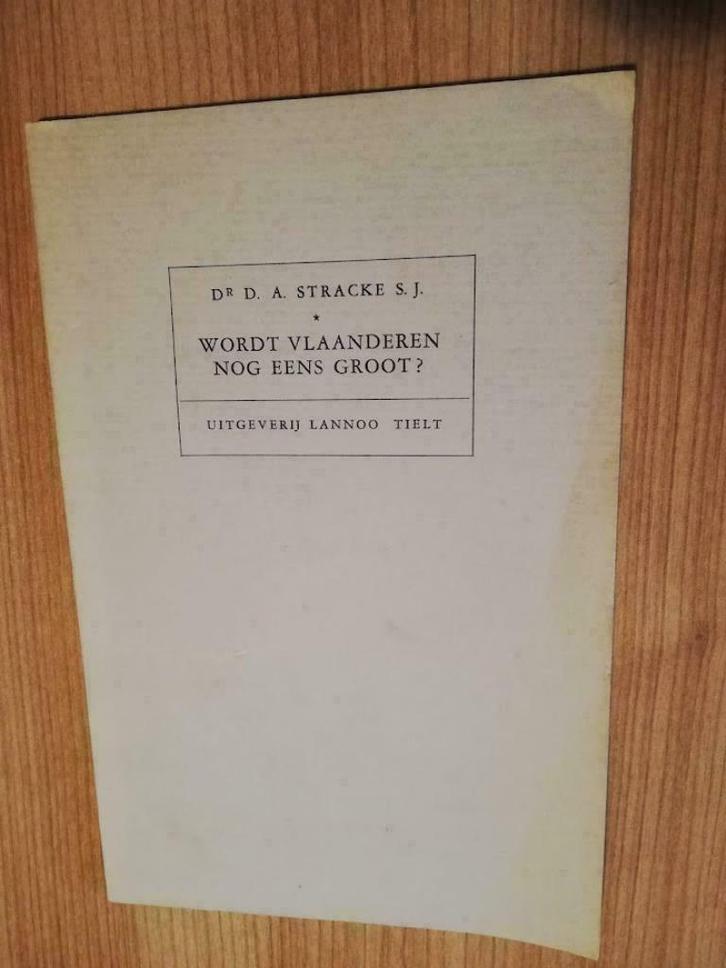 Dr D. A. STRACKE S. J.
★
WORDT VLAANDEREN
NOG EENS GROOT?
UITGEVERIJ LANNOO TIELT